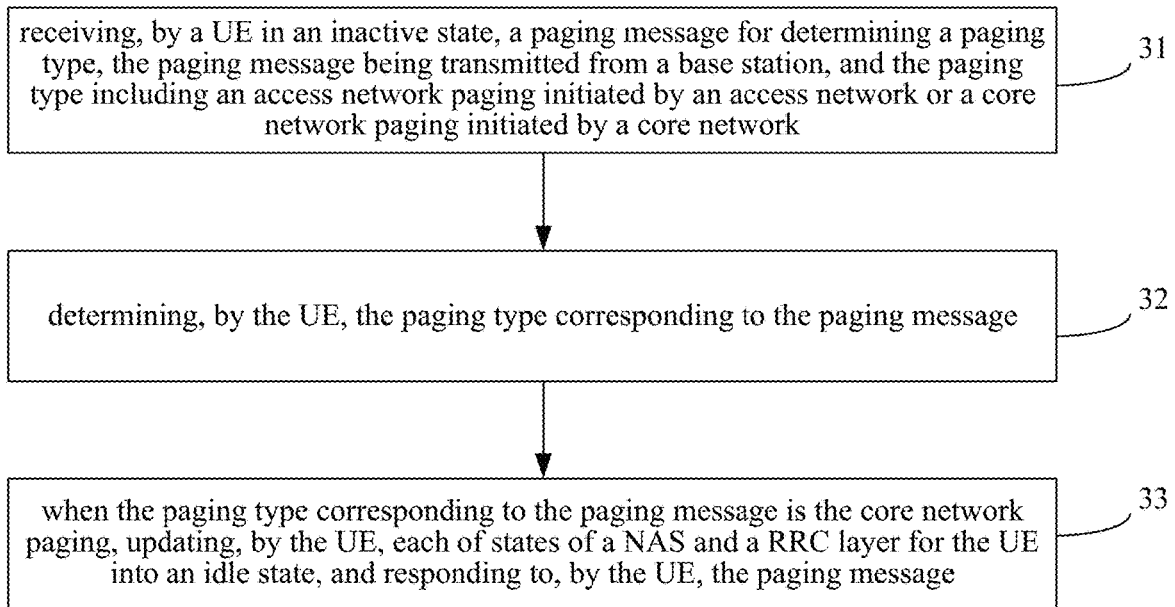 receiving, by a UE in an inactive state, a paging message for determining a paging
type, the paging message being transmitted from a base station, and the paging
type including an access network paging initiated by an access network or a core
network paging initiated by a core network
31
determining, by the UE, the paging type corresponding to the paging message
32
when the paging type corresponding to the paging message is the core network
paging, updating, by the UE, each of states of a NAS and a RRC layer for the UE
into an idle state, and responding to, by the UE, the paging message
33